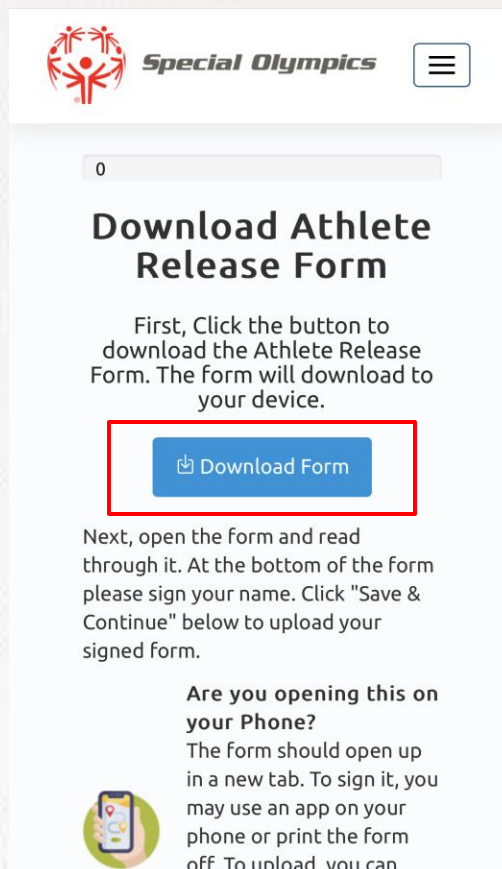 Special Olympics
0
Download Athlete
Release Form
First, Click the button to
download the Athlete Release
Form. The form will download to
your device.
Download Form
Next, open the form and read
through it. At the bottom of the form
please sign your name. Click "Save &
Continue" below to upload your
signed form.
Are you opening this on
your Phone?
The form should open up
in a new tab. To sign it, you
may use an app on your
phone or print the form
off. To upload, you can